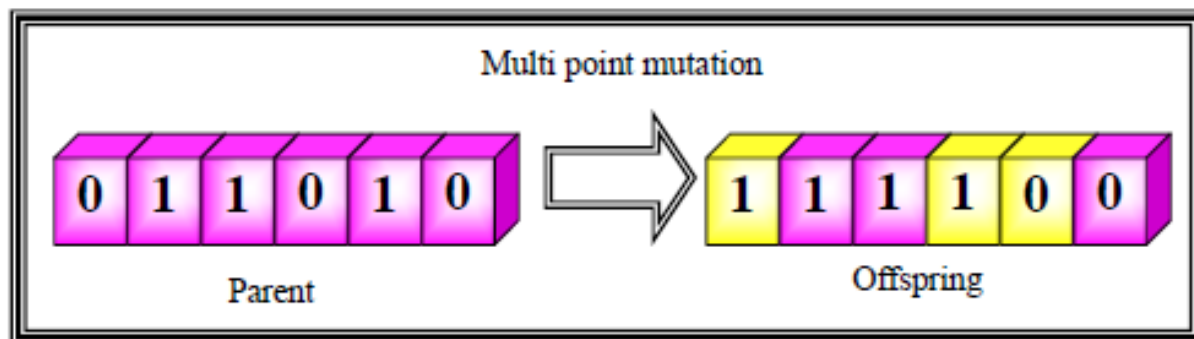 Multi point mutation
0 1 1 0 1 0
1 1 1 1 0 0
Parent
Offspring